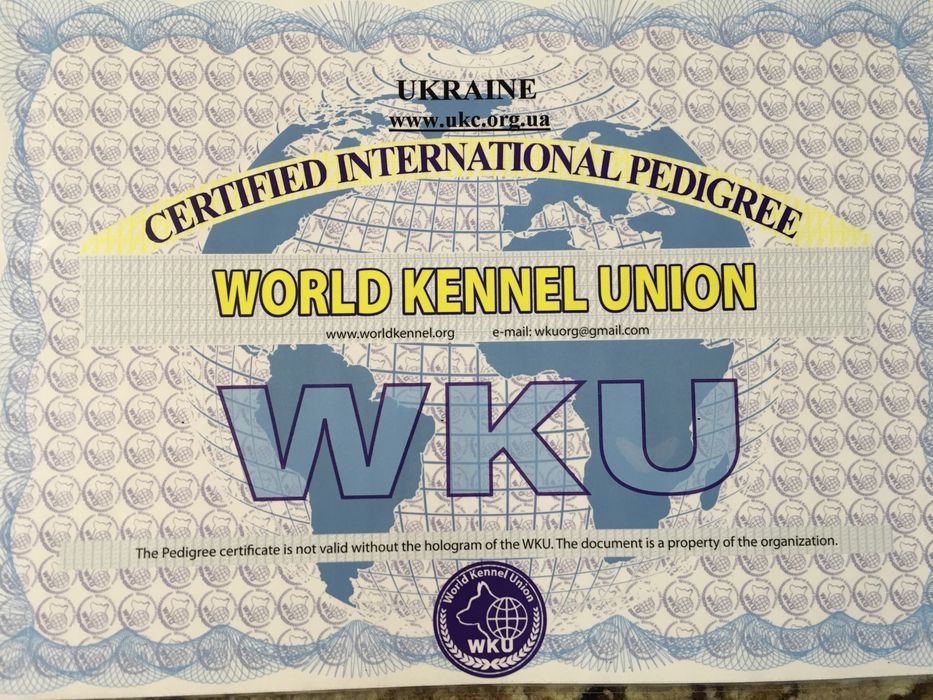 UKRAINE
www.ukc.org.ua
CERTIFIED INTERNATIONAL PEDIGREE
WORLD KENNEL UNION
www.worldkennel.org e-mail: wkuorg@gmail.com
WKU
The Pedigree certificate is not valid without the hologram of the WKU. The document is a property of the organization.
World Kennel Union
WKU